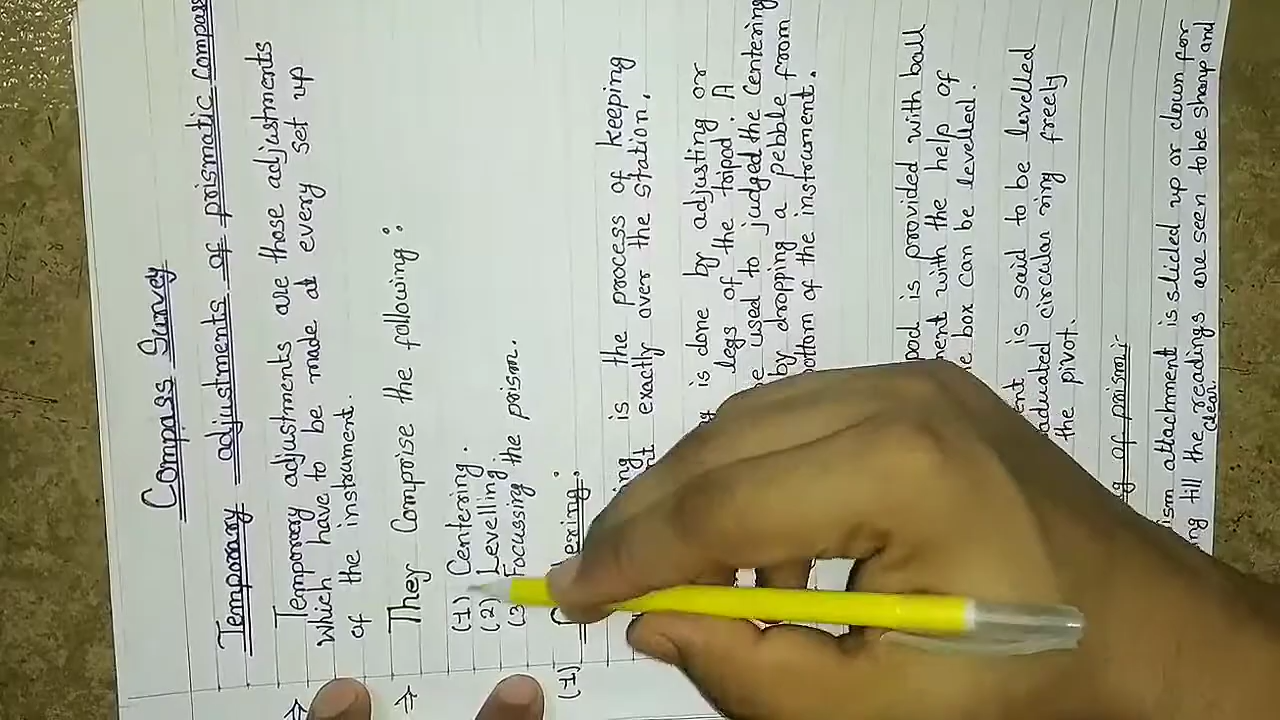 Compass Survey
Temporary adjustments of prismatic Compass
⇒ Temporary adjustments are those adjustments
which have to be made at every set up
of the instrument.
⇒ They Comprise the following :
(1) Centering.
(2) Levelling
(3 Focussing the prism.
(1)
is the process of keeping
exactly over the station.
is done by adjusting or
legs of the tripod. A
used to judged the Centering
by dropping a pebble from
bottom of the instrument.
is provided with ball
with the help of
box can be levelled.
is said to be levelled
circular ring freely
the pivot.
of prism:
attachment is slided up or down for
till the readings are seen to be sharp and
clear.